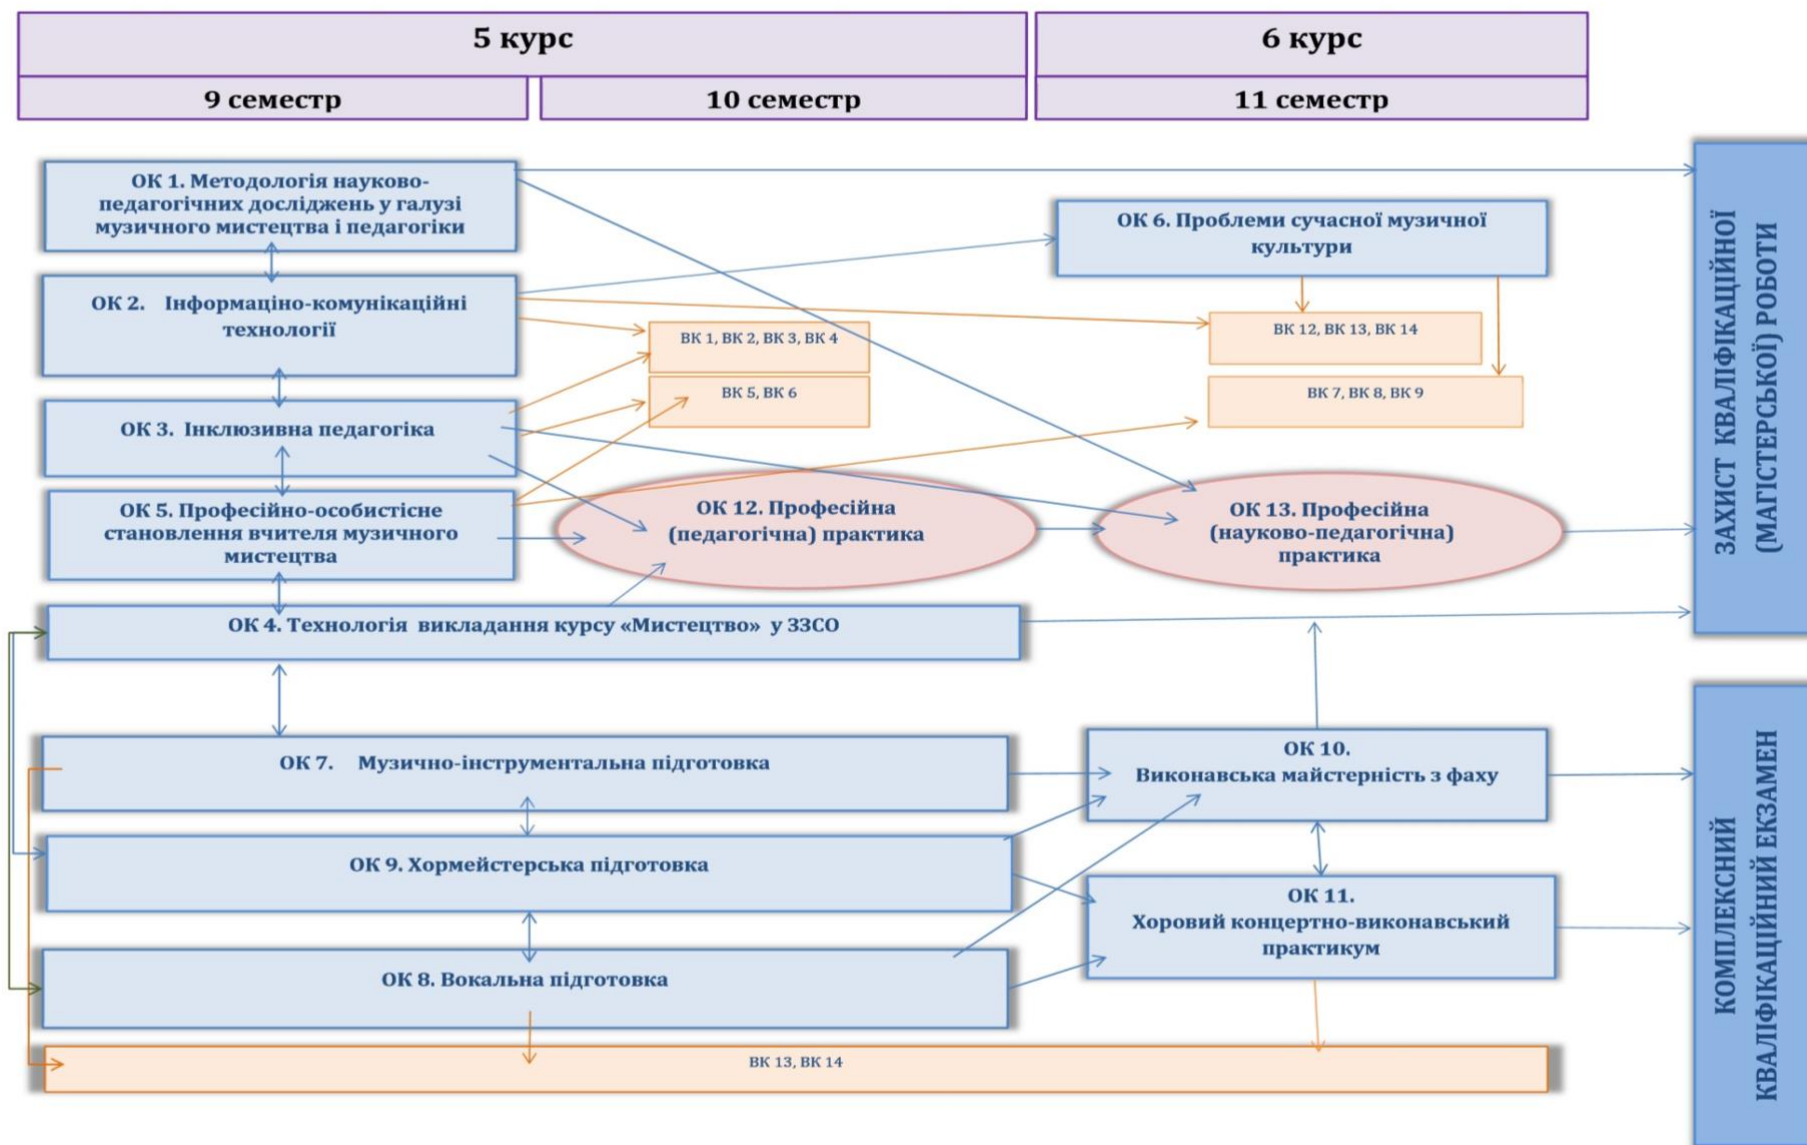 5 курс
6 курс
9 семестр
10 семестр
11 семестр
ОК 1. Методологія науково-
педагогічних досліджень у галузі
музичного мистецтва і педагогіки
ОК 6. Проблеми сучасної музичної
культури
ОК 2. Інформаціно-комунікаційні
технології
ВК 1, ВК 2, ВК 3, ВК 4
ВК 12, ВК 13, ВК 14
ВК 5, ВК 6
ВК 7, ВК 8, ВК 9
ОК 3. Інклюзивна педагогіка
ОК 5. Професійно-особистісне
становлення вчителя музичного
мистецтва
ОК 12. Професійна
(педагогічна) практика
ОК 13. Професійна
(науково-педагогічна)
практика
ЗАХИСТ КВАЛІФІКАЦІЙНОЇ
(МАГІСТЕРСЬКОЇ) РОБОТИ
ОК 4. Технологія викладання курсу «Мистецтво» у ЗЗСО
ОК 7. Музично-інструментальна підготовка
ОК 10.
Виконавська майстерність з фаху
ОК 9. Хормейстерська підготовка
ОК 11.
Хоровий концертно-виконавський
практикум
ОК 8. Вокальна підготовка
ВК 13, ВК 14
КОМПЛЕКСНИЙ
КВАЛІФІКАЦІЙНИЙ ЕКЗАМЕН